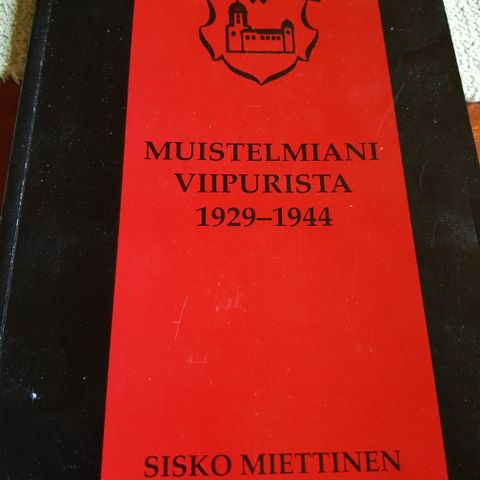 MUISTELMIANI
VIIPURISTA
1929–1944
SISKO MIETTINEN